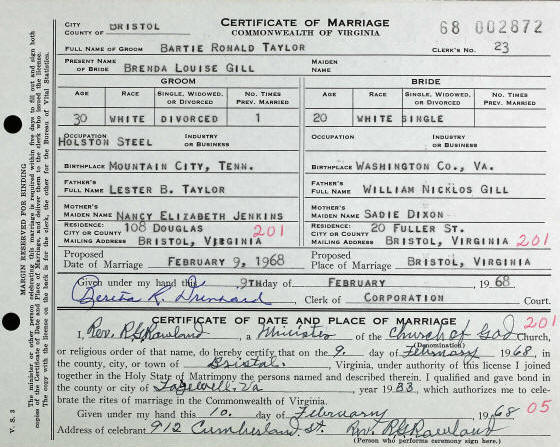 CITY
COUNTY OF BRISTOL
CERTIFICATE OF MARRIAGE
COMMONWEALTH OF VIRGINIA
68 002872
FULL NAME OF GROOM BARTIE RONALD TAYLOR
CLERK'S NO. 23
PRESENT NAME OF BRIDE BRENDA LOUISE GILL
MAIDEN NAME
GROOM
BRIDE
AGE RACE SINGLE, WIDOWED, OR DIVORCED NO. TIMES PREV. MARRIED
AGE RACE SINGLE, WIDOWED, OR DIVORCED NO. TIMES PREV. MARRIED
30 WHITE DIVORCED 1
20 WHITE SINGLE
OCCUPATION INDUSTRY OR BUSINESS
HOLSTON STEEL
OCCUPATION INDUSTRY OR BUSINESS
BIRTHPLACE MOUNTAIN CITY, TENN.
BIRTHPLACE WASHINGTON CO., VA.
FATHER'S FULL NAME LESTER B. TAYLOR
FATHER'S FULL NAME WILLIAM NICKLOS GILL
MOTHER'S MAIDEN NAME NANCY ELIZABETH JENKINS
MOTHER'S MAIDEN NAME SADIE DIXON
RESIDENCE: CITY OR COUNTY 108 DOUGLAS 201
MAILING ADDRESS BRISTOL, VIRGINIA
RESIDENCE: CITY OR COUNTY 20 FULLER ST.
MAILING ADDRESS BRISTOL, VIRGINIA 201
Proposed Date of Marriage FEBRUARY 9, 1968
Proposed Place of Marriage BRISTOL, VIRGINIA
Given under my hand this 9TH day of FEBRUARY 1968
Clerk of CORPORATION Court.
CERTIFICATE OF DATE AND PLACE OF MARRIAGE
201
I, Rev. R G Rowland, a Minister of the Church of God Church,
(Denomination)
or religious order of that name, do hereby certify that on the 9. day of February 1968, in
the county, city, or town of Bristol, Virginia, under authority of this license I joined
together in the Holy State of Matrimony the persons named and described therein. I qualified and gave bond in
the county or city of Tazewell, Va, year 1933, which authorizes me to cele-
brate the rites of marriage in the Commonwealth of Virginia.
Given under my hand this 10. day of February 1968 05
Address of celebrant 912 Cumberland St. Rev. R G Rowland
(Person who performs ceremony sign here.)
MARGIN RESERVED FOR BINDING
V. S. 3